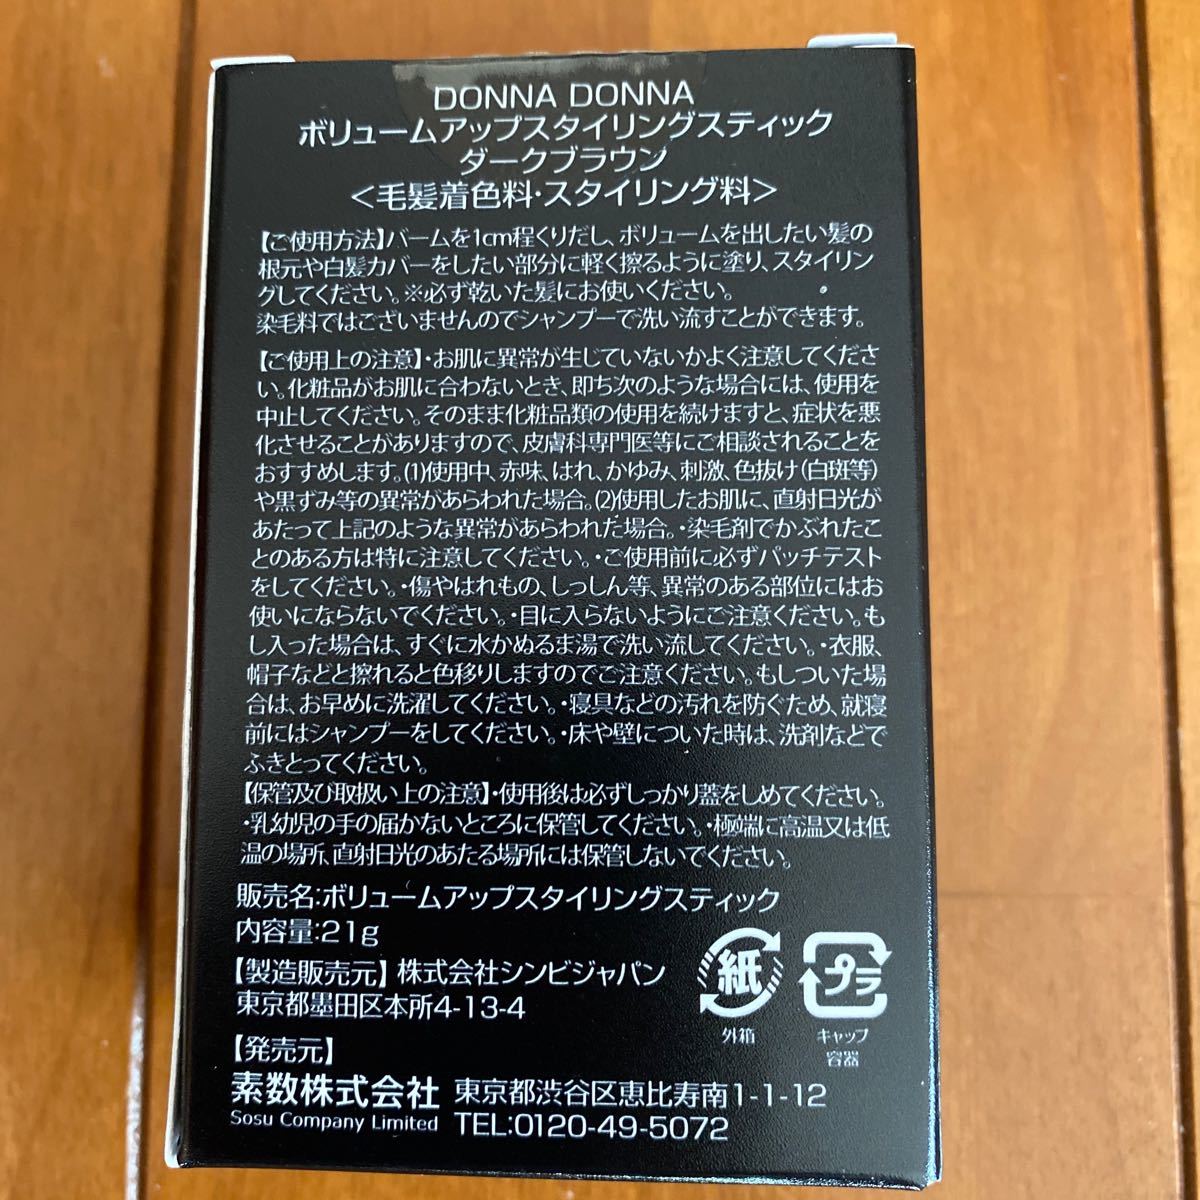 DONNA DONNA
ボリュームアップスタイリングスティック
ダークブラウン
<毛髪着色料・スタイリング料>
【ご使用方法】バームを1cm程くりだし、ボリュームを出したい髪の
根元や白髪カバーをしたい部分に軽く擦るように塗り、スタイリン
グしてください。※必ず乾いた髪にお使いください。
染毛料ではございませんのでシャンプーで洗い流すことができます。
【ご使用上の注意】・お肌に異常が生じていないかよく注意してくださ
い。化粧品がお肌に合わないとき、即ち次のような場合には、使用を
中止してください。そのまま化粧品類の使用を続けますと、症状を悪
化させることがありますので、皮膚科専門医等にご相談されることを
おすすめします。(1)使用中、赤味、はれ、かゆみ、刺激、色抜け(白斑等)
や黒ずみ等の異常があらわれた場合。(2)使用したお肌に、直射日光が
あたって上記のような異常があらわれた場合。・染毛剤でかぶれたこ
とのある方は特に注意してください。・ご使用前に必ずパッチテスト
をしてください。・傷やはれもの、しっしん等、異常のある部位にはお
使いにならないでください。・目に入らないようにご注意ください。も
し入った場合は、すぐに水かぬるま湯で洗い流してください。・衣服、
帽子などと擦れると色移りしますのでご注意ください。もしついた場
合は、お早めに洗濯してください。・寝具などの汚れを防ぐため、就寝
前にはシャンプーをしてください。・床や壁についた時は、洗剤などで
ふきとってください。
【保管及び取扱い上の注意】・使用後は必ずしっかり蓋をしめてください。
・乳幼児の手の届かないところに保管してください。・極端に高温又は低
温の場所、直射日光のあたる場所には保管しないでください。
販売名:ボリュームアップスタイリングスティック
内容量:21g
【製造販売元】株式会社シンビジャパン
東京都墨田区本所4-13-4
【発売元】
素数株式会社 東京都渋谷区恵比寿南1-1-12
Sosu Company Limited TEL:0120-49-5072
紙
外箱
プラ
キャップ
容器